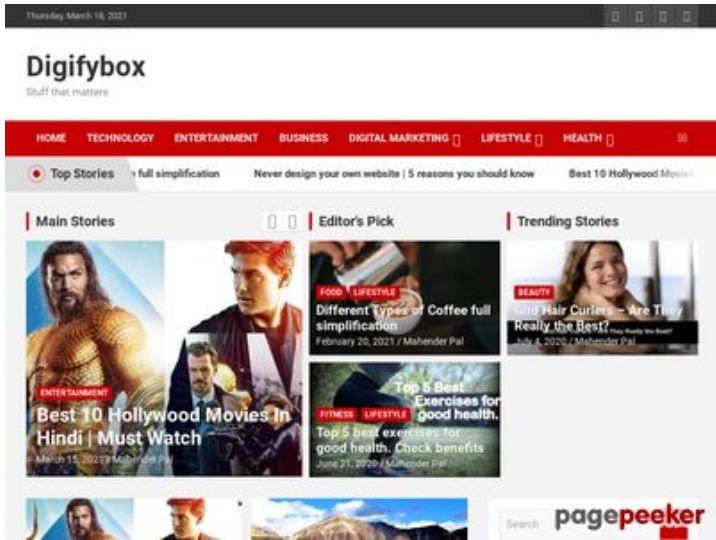 Thursday, March 18, 2021
Digifybox
Stuff that matters
HOME TECHNOLOGY ENTERTAINMENT BUSINESS DIGITAL MARKETING LIFESTYLE HEALTH
Top Stories full simplification Never design your own website | 5 reasons you should know Best 10 Hollywood Movies
Main Stories
ENTERTAINMENT
Best 10 Hollywood Movies In
Hindi | Must Watch
March 15, 2021 / Mahender Pal
Editor's Pick
FOOD LIFESTYLE
Different Types of Coffee full
simplification
February 20, 2021 / Mahender Pal
Top 5 Best
Exercises for
good health.
FITNESS LIFESTYLE
Top 5 best exercises for
good health. Check benefits
June 21, 2020 / Mahender Pal
Trending Stories
BEAUTY
Ghd Hair Curlers – Are They
Really the Best?
They Really the Best?
July 4, 2020 / Mahender Pal
Search
pagepeeker